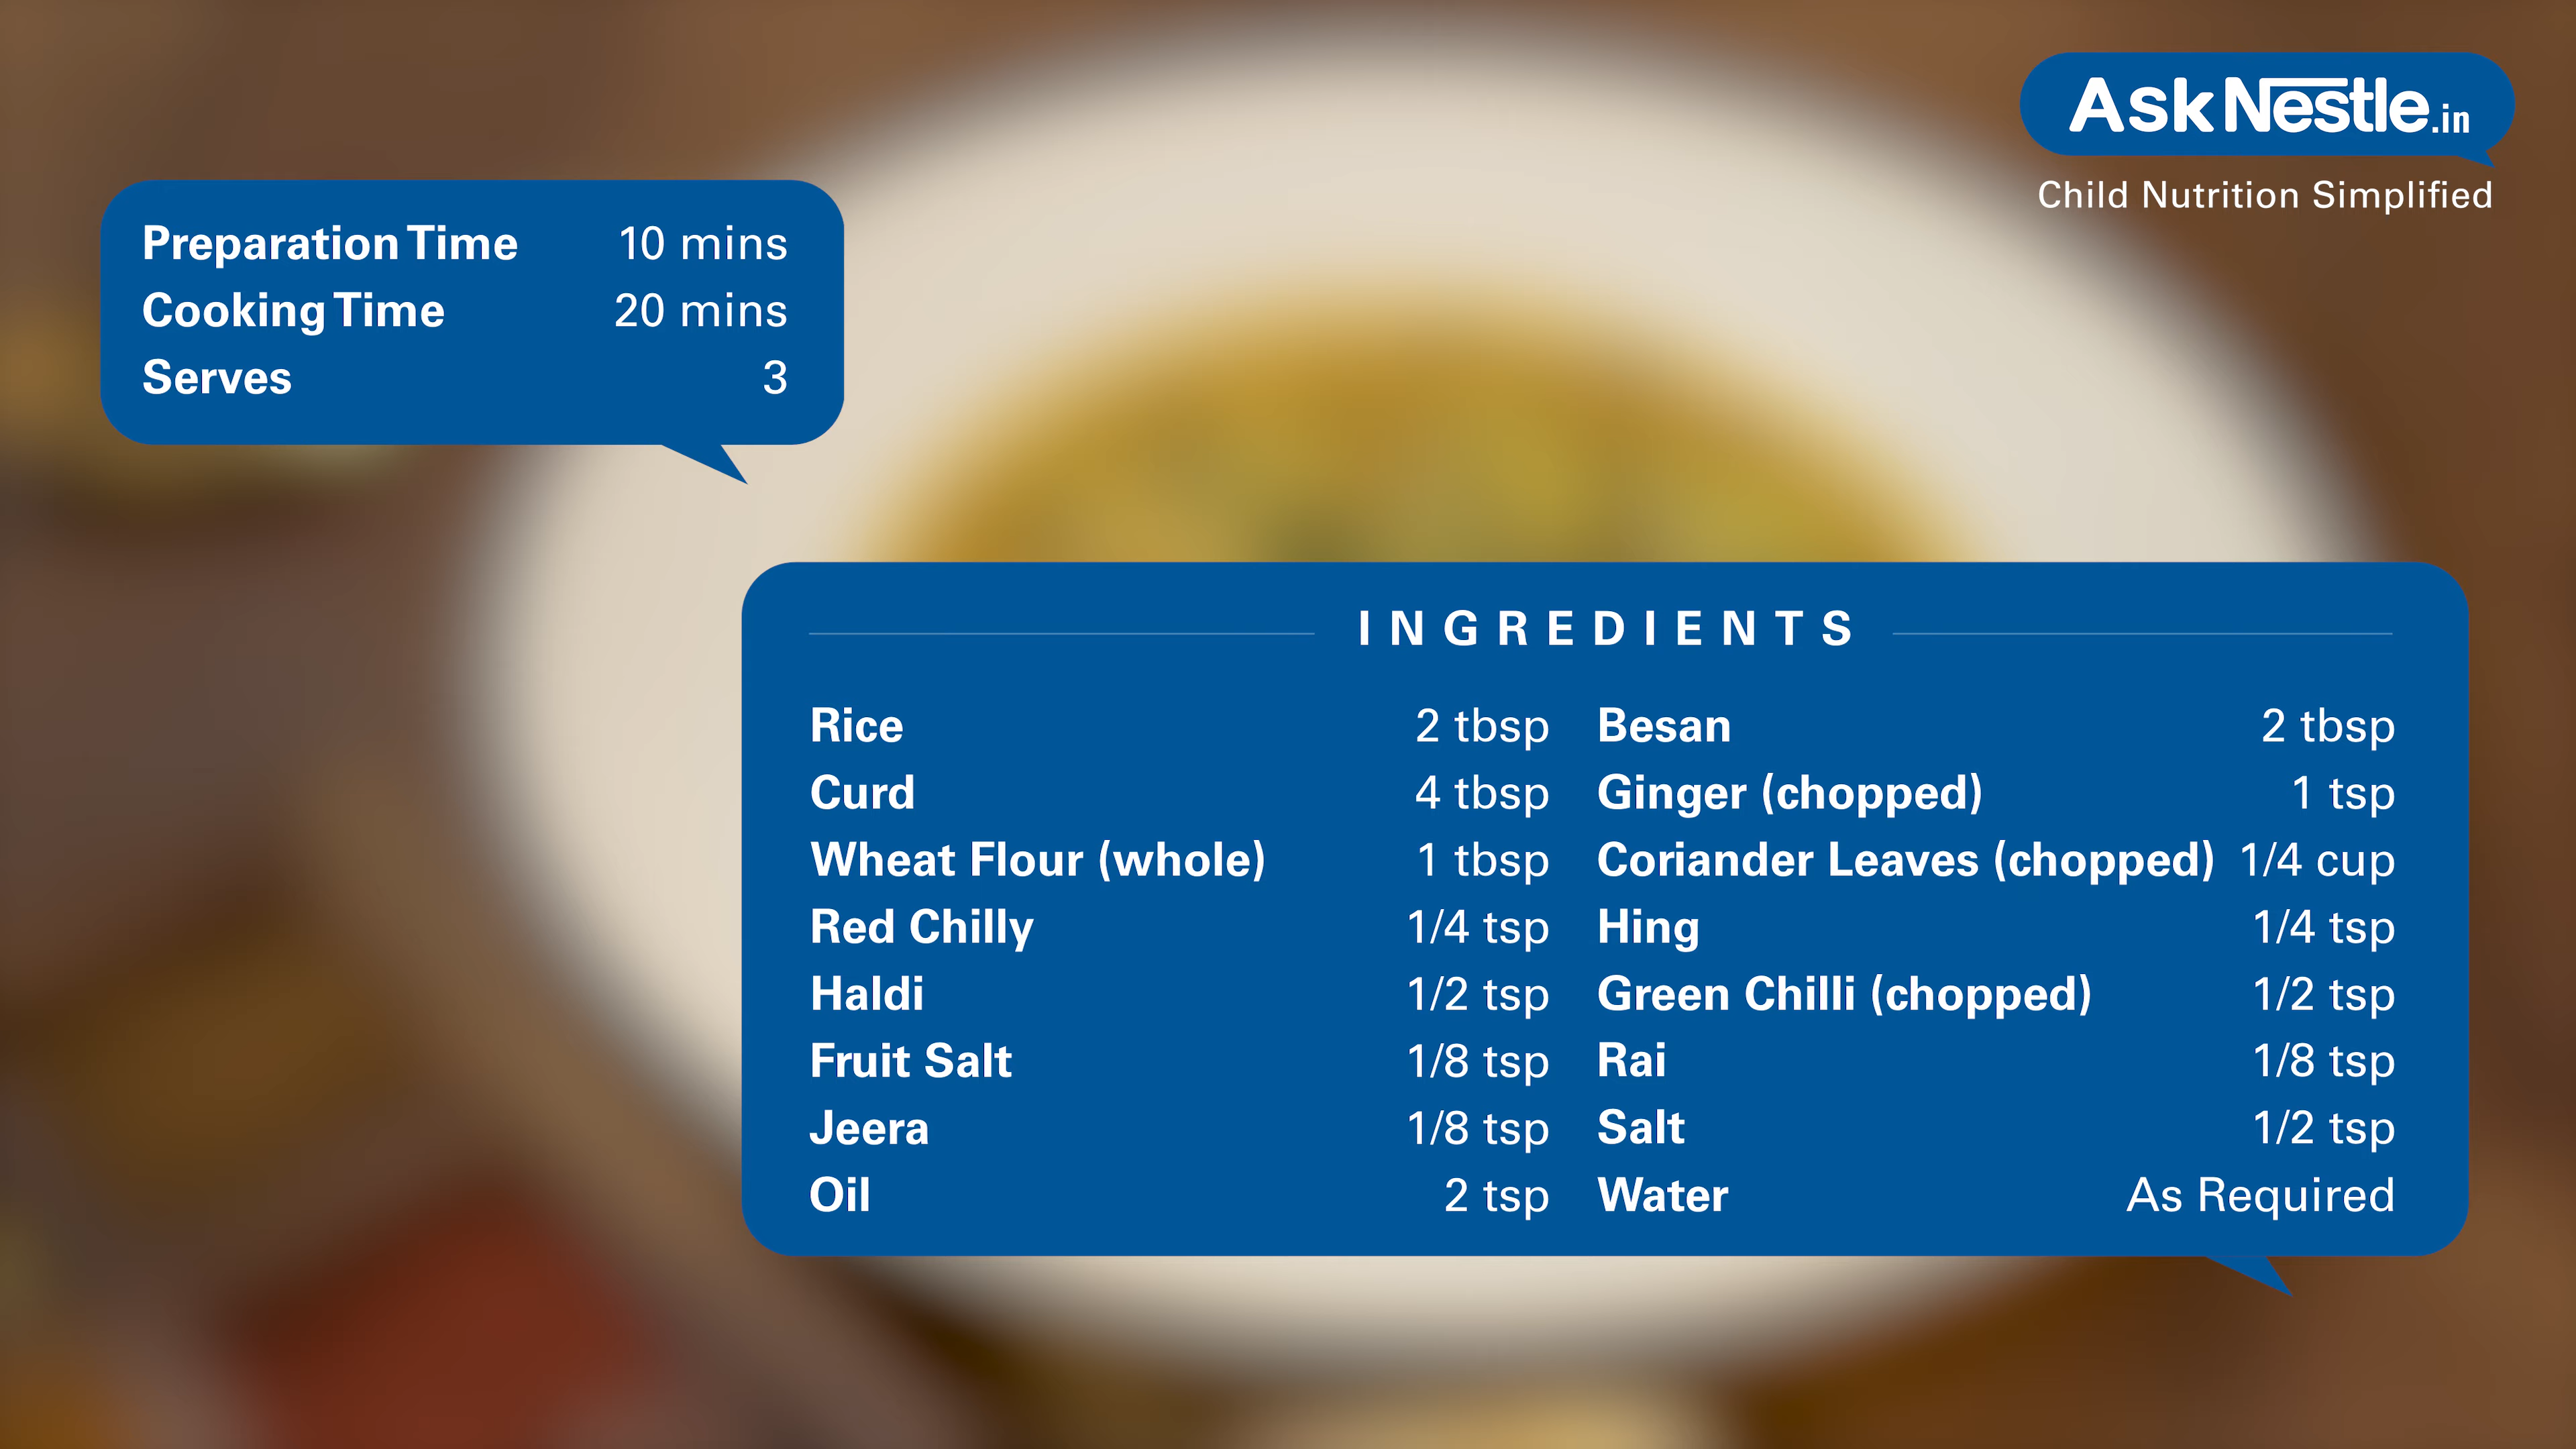 AskNestle.in
Child Nutrition Simplified
Preparation Time 10 mins
Cooking Time 20 mins
Serves 3
INGREDIENTS
Rice 2 tbsp Besan 2 tbsp
Curd 4 tbsp Ginger (chopped) 1 tsp
Wheat Flour (whole) 1 tbsp Coriander Leaves (chopped) 1/4 cup
Red Chilly 1/4 tsp Hing 1/4 tsp
Haldi 1/2 tsp Green Chilli (chopped) 1/2 tsp
Fruit Salt 1/8 tsp Rai 1/8 tsp
Jeera 1/8 tsp Salt 1/2 tsp
Oil 2 tsp Water As Required